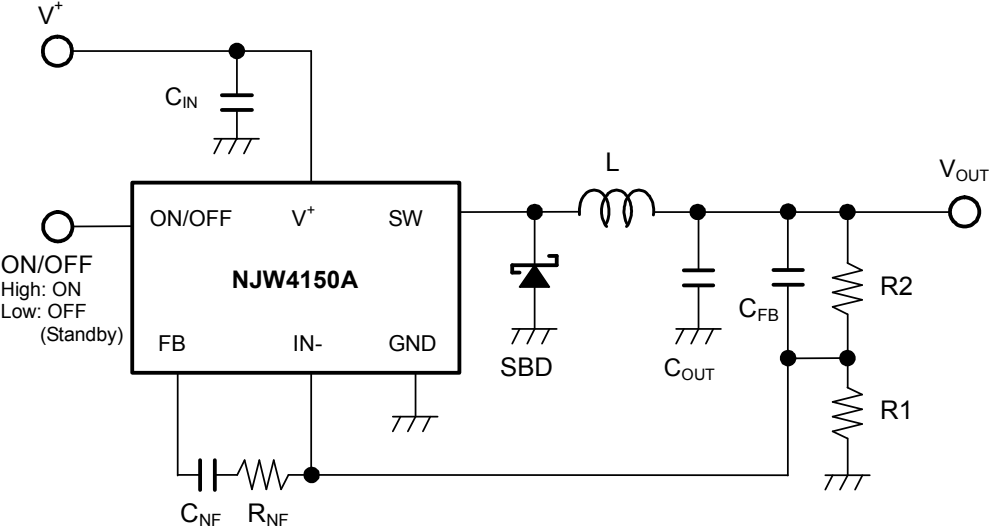 V+
CIN
L
VOUT
ON/OFF V+ SW
ON/OFF
High: ON
Low: OFF
(Standby)
NJW4150A
FB IN- GND
SBD
COUT
CFB
R2
R1
CNF RNF